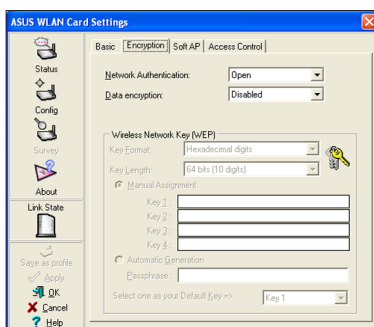 ASUS WLAN Card Settings
Status
Config
Survey
About
Link State
Save as profile
Apply
OK
Cancel
Help
Basic Encryption Soft AP Access Control
Network Authentication: Open
Data encryption: Disabled
Wireless Network Key (WEP)
Key Format: Hexadecimal digits
Key Length: 64 bits (10 digits)
Manual Assignment
Key 1 :
Key 2 :
Key 3 :
Key 4 :
Automatic Generation
Passphrase :
Select one as your Default Key => Key 1